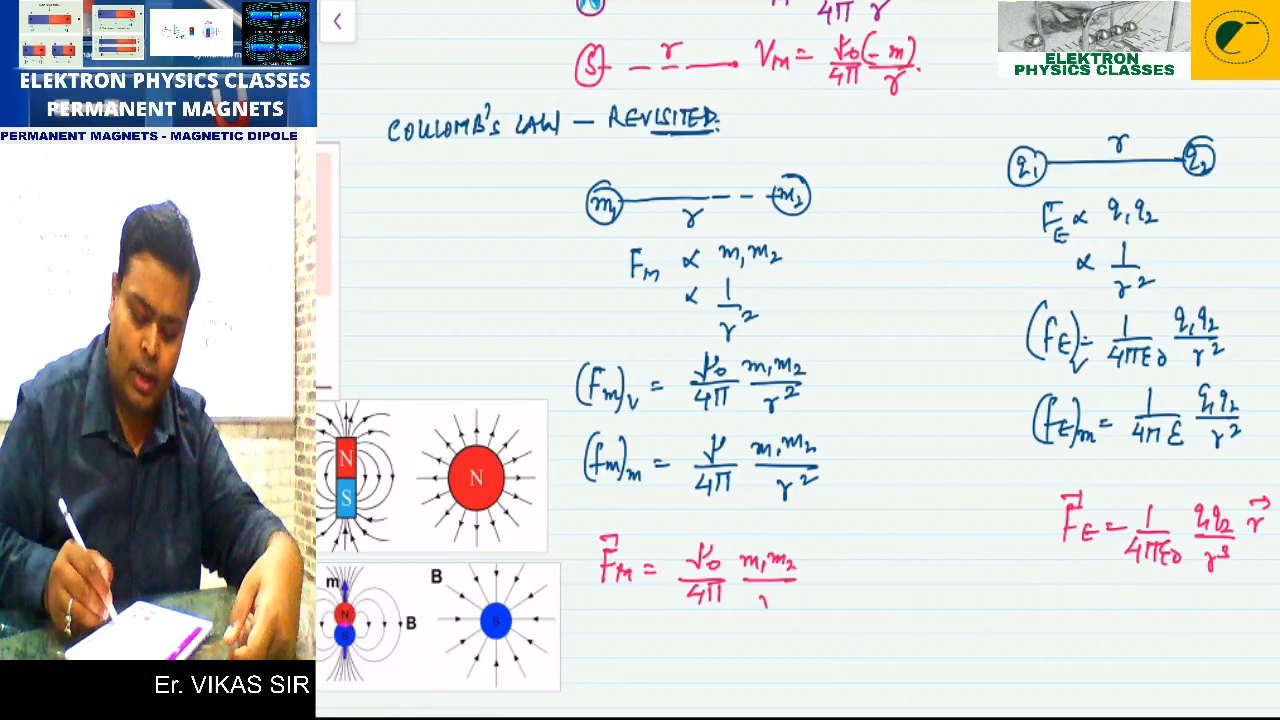 ELEKTRON PHYSICS CLASSES
PERMANENT MAGNETS
PERMANENT MAGNETS - MAGNETIC DIPOLE
4π r
S r V_M = μ₀/4π (-m)/r.
COULOMB'S LAW — REVISITED:
m₁ r m₂
F_M ∝ m₁m₂
∝ 1/r²
(F_m)_v = μ₀/4π m₁m₂/r²
(f_m)_m = μ/4π m₁m₂/r²
F⃗_M = μ₀/4π m₁m₂
q₁ r q₂
F_E ∝ q₁q₂
∝ 1/r²
(f_E)_v = 1/4πε₀ q₁q₂/r²
(f_E)_m = 1/4πε q₁q₂/r²
F⃗_E = 1/4πε₀ q₁q₂/r³ r⃗
N
S
N
m
N
S
B
B
S
ELEKTRON
PHYSICS CLASSES
Er. VIKAS SIR